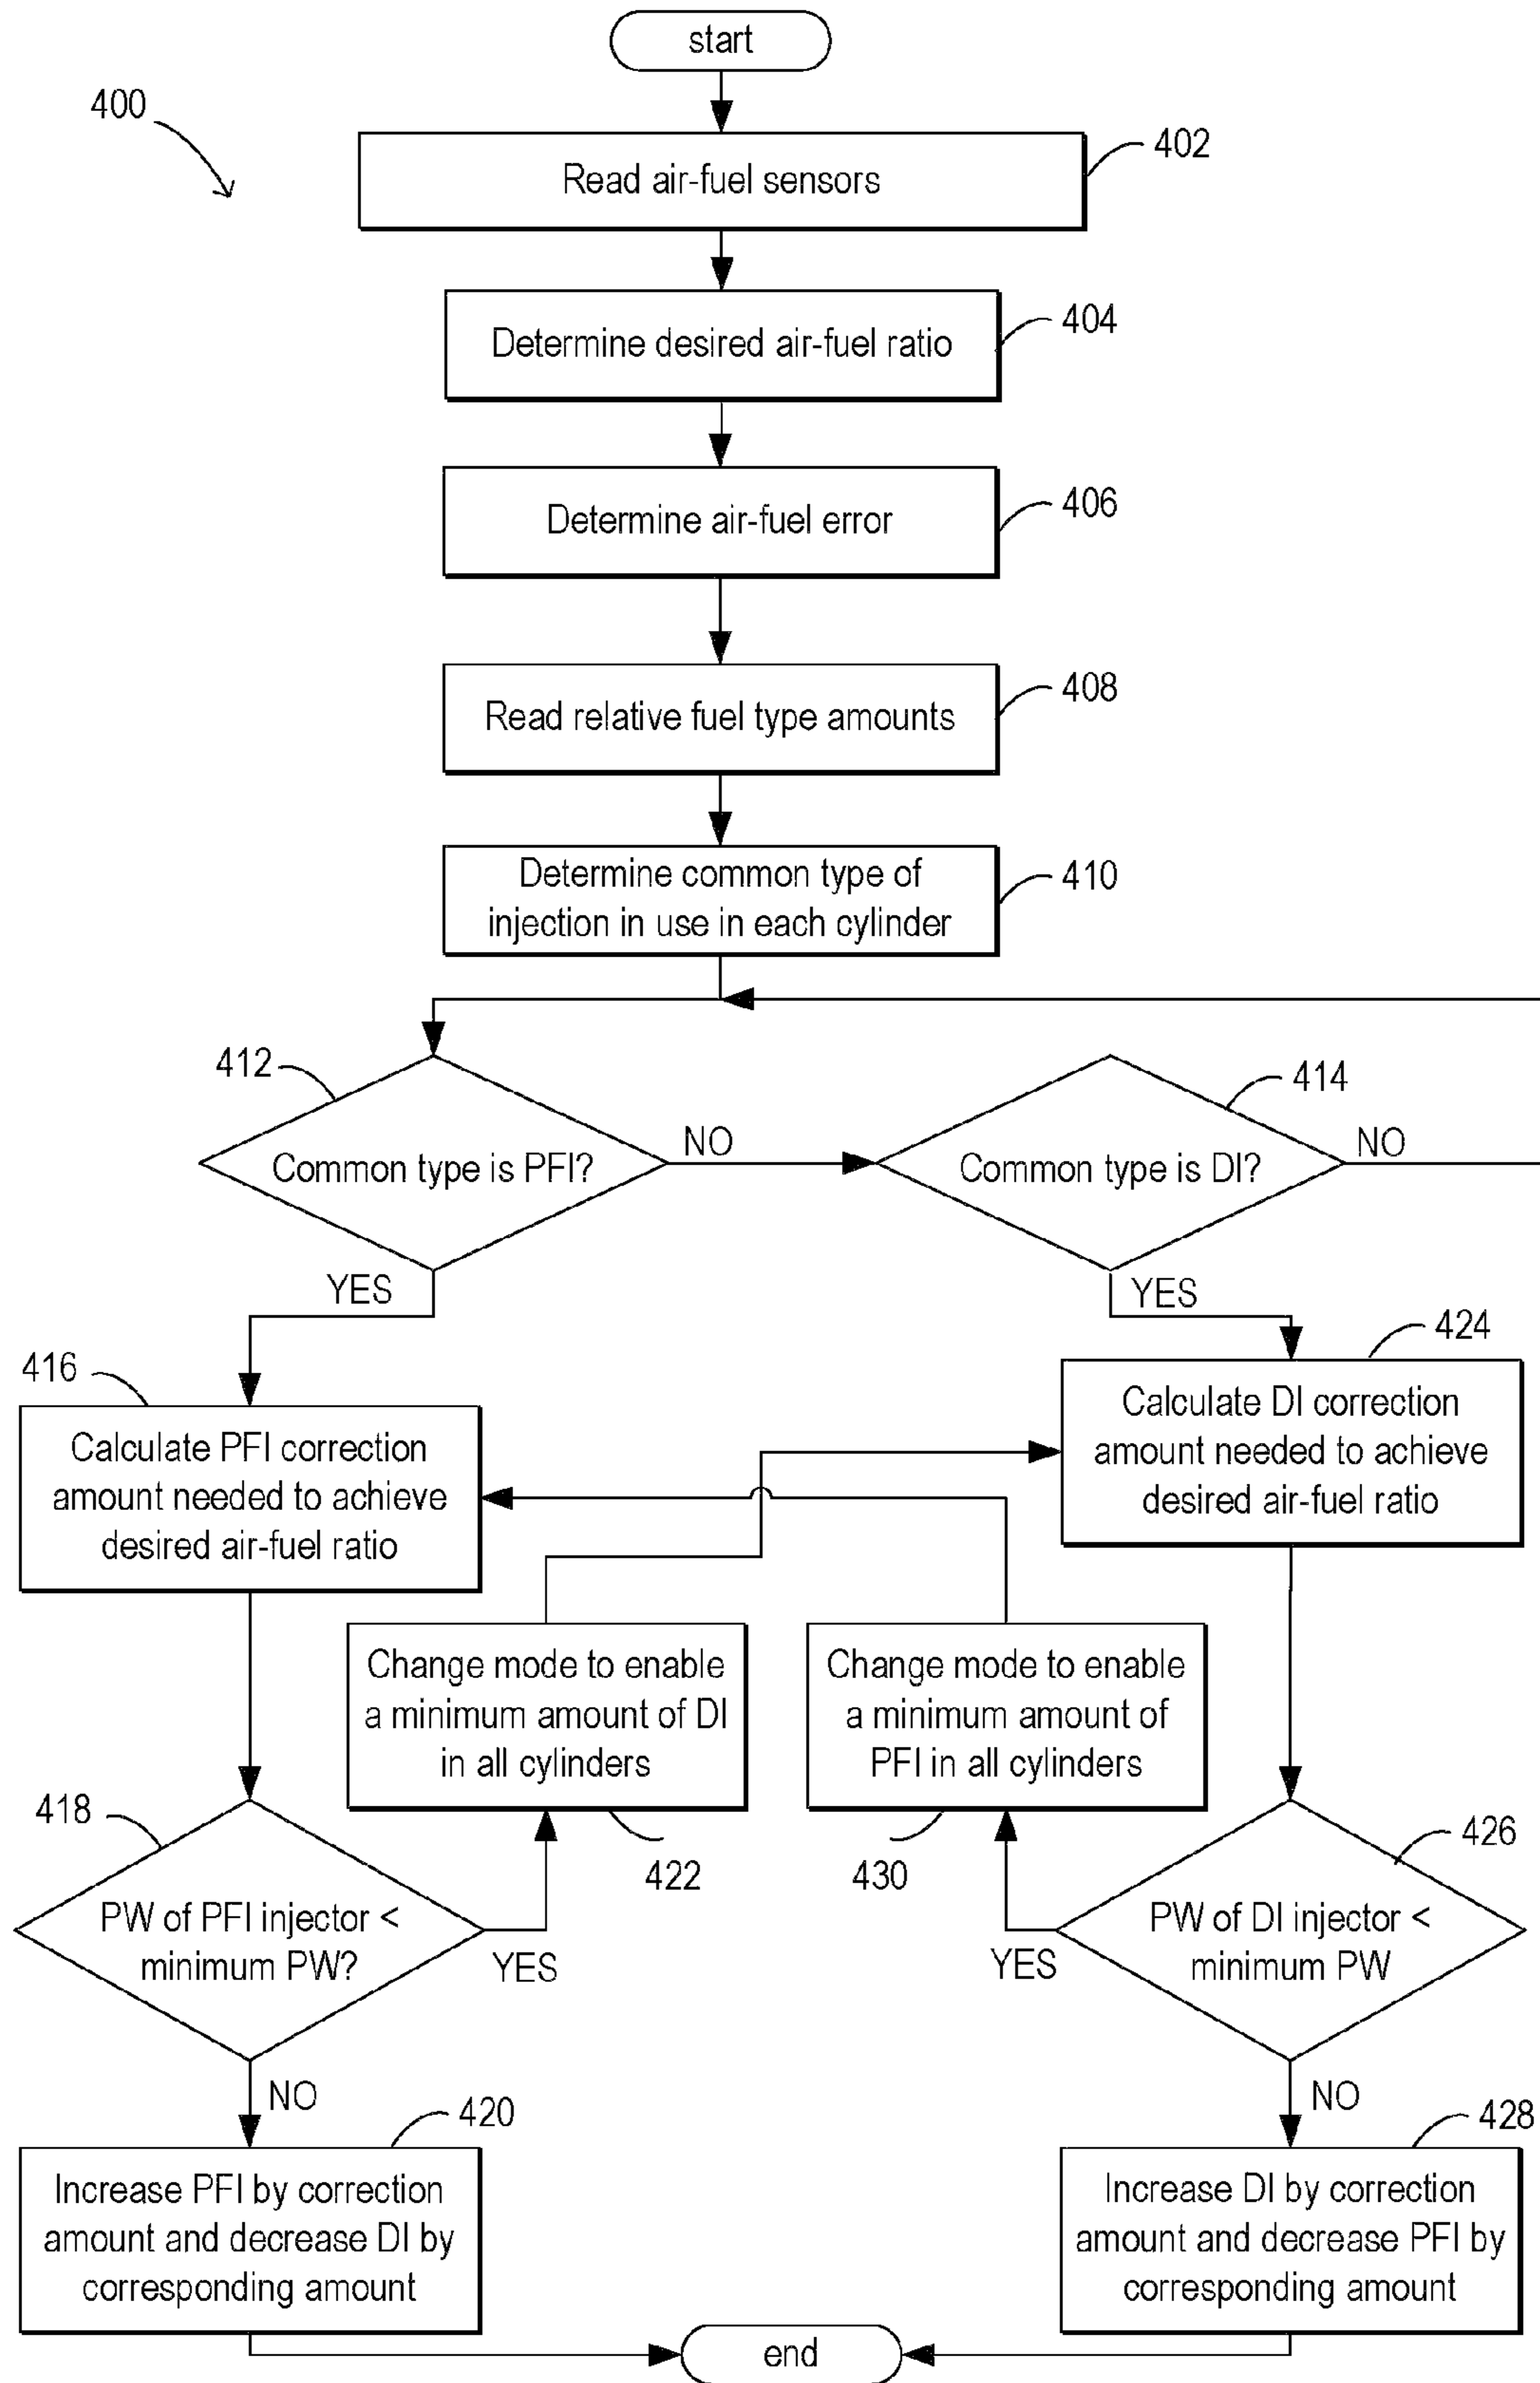 start
400
402
Read air-fuel sensors
404
Determine desired air-fuel ratio
406
Determine air-fuel error
408
Read relative fuel type amounts
410
Determine common type of
injection in use in each cylinder
412
Common type is PFI?
NO
414
Common type is DI?
NO
YES
YES
416
Calculate PFI correction
amount needed to achieve
desired air-fuel ratio
424
Calculate DI correction
amount needed to achieve
desired air-fuel ratio
Change mode to enable
a minimum amount of DI
in all cylinders
422
Change mode to enable
a minimum amount of
PFI in all cylinders
430
418
PW of PFI injector <
minimum PW?
YES
426
PW of DI injector <
minimum PW
YES
NO
NO
420
Increase PFI by correction
amount and decrease DI by
corresponding amount
428
Increase DI by correction
amount and decrease PFI by
corresponding amount
end